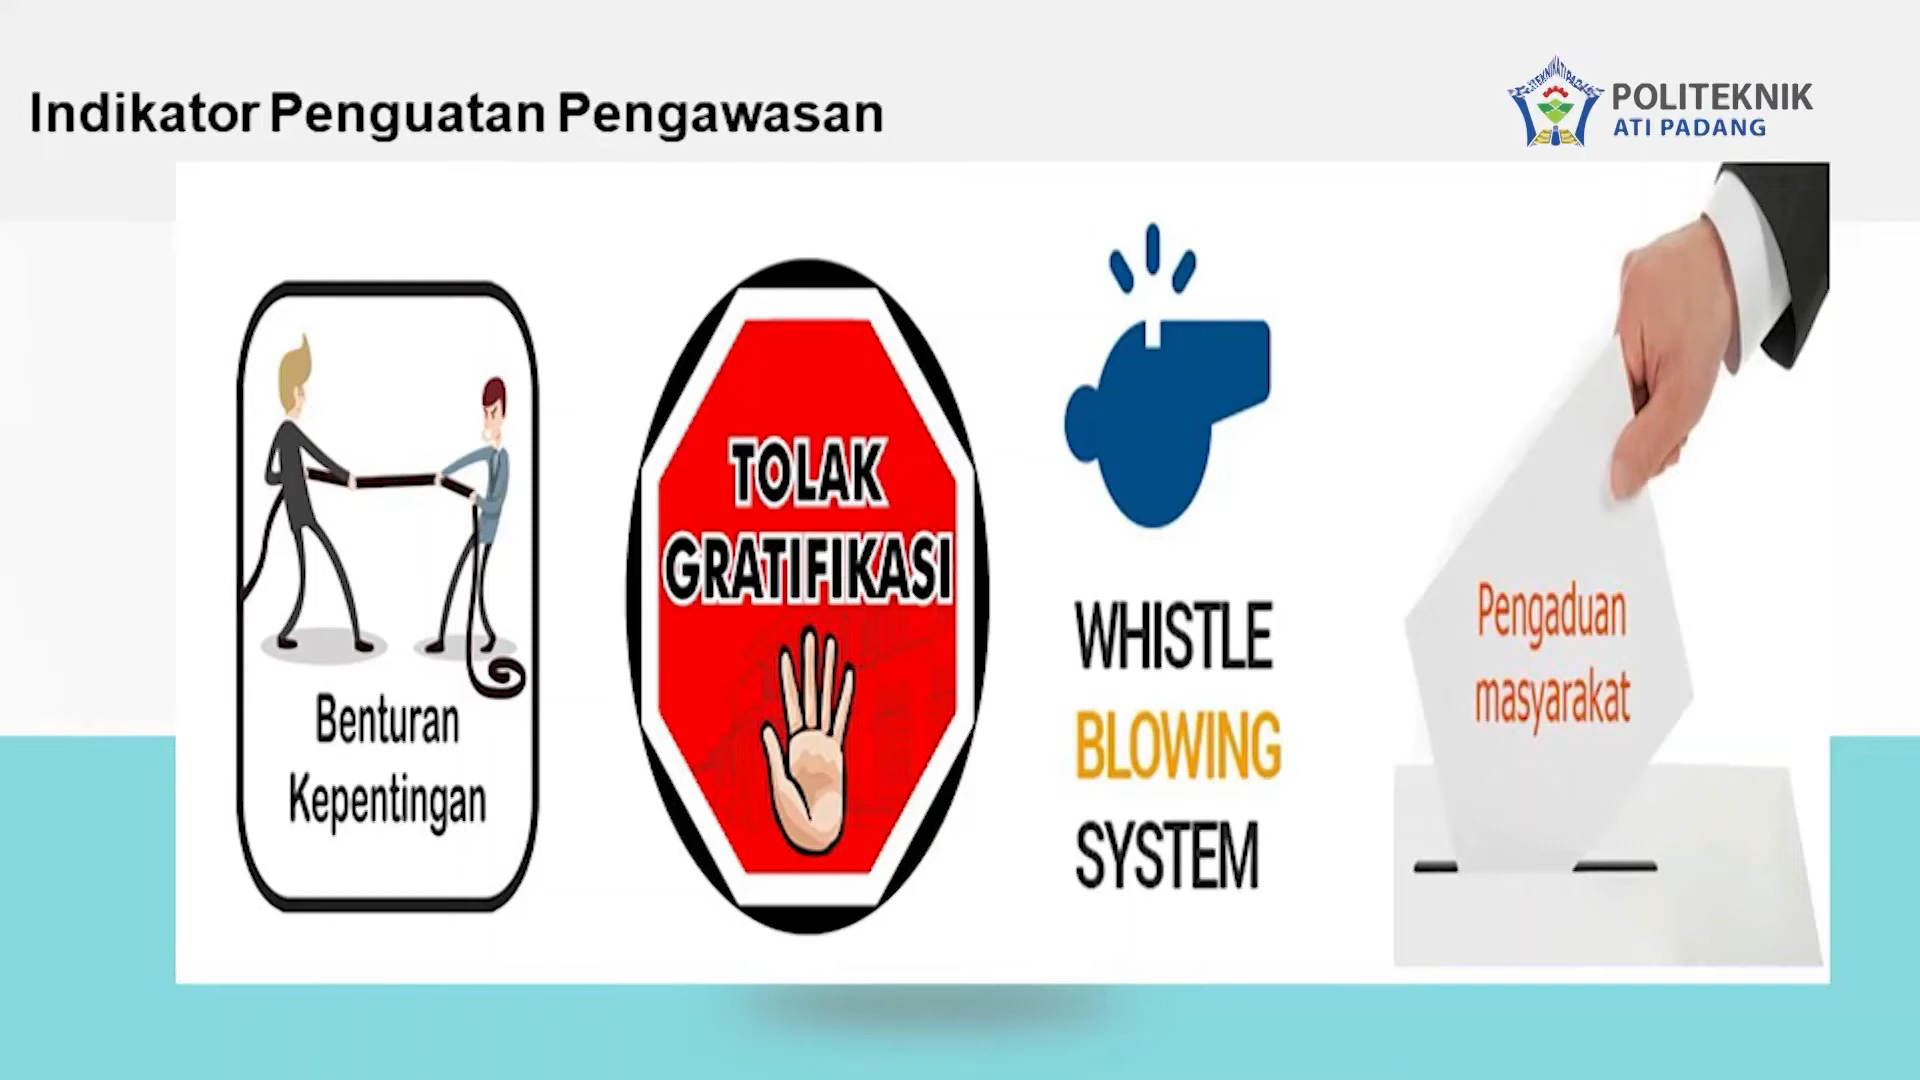 Indikator Penguatan Pengawasan
POLITEKNIK
ATI PADANG
Benturan
Kepentingan
TOLAK
GRATIFIKASI
WHISTLE
BLOWING
SYSTEM
Pengaduan
masyarakat